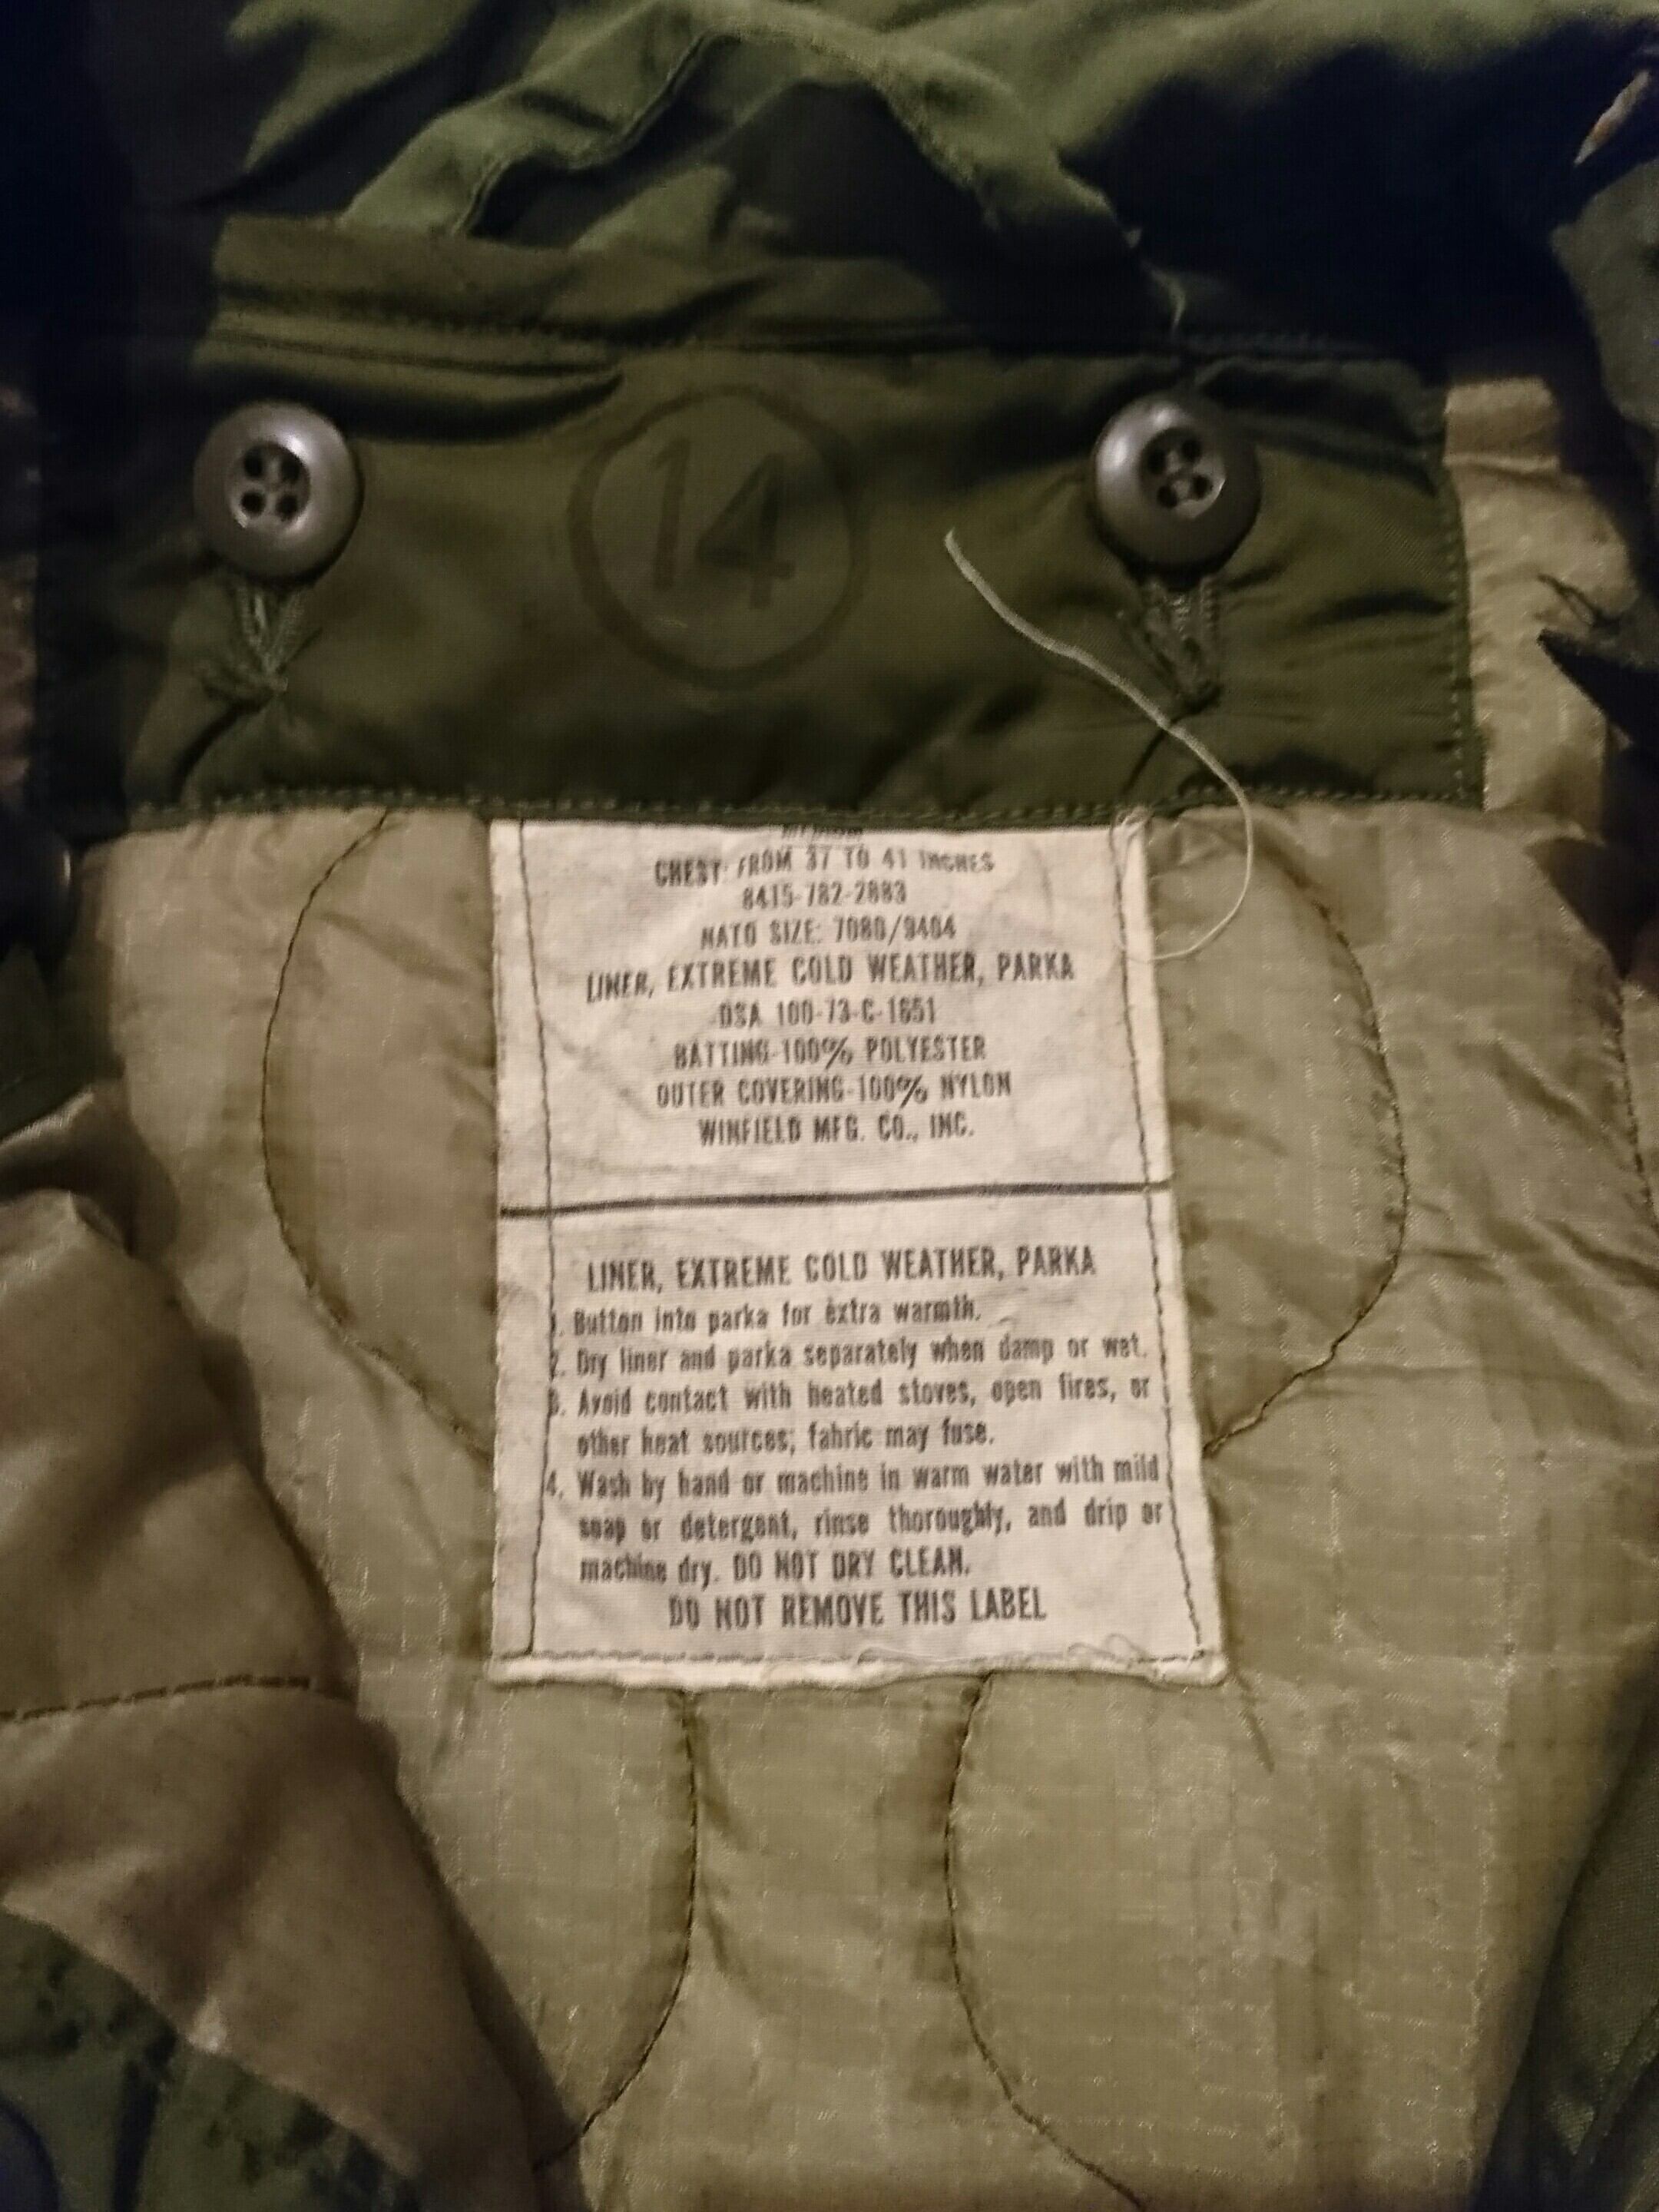 14
CHEST: FROM 37 TO 41 INCHES
8415-782-2883
NATO SIZE: 7080/9404
LINER, EXTREME COLD WEATHER, PARKA
DSA 100-73-C-1651
BATTING-100% POLYESTER
OUTER COVERING-100% NYLON
WINFIELD MFG. CO., INC.
LINER, EXTREME COLD WEATHER, PARKA
1. Button into parka for extra warmth.
2. Dry liner and parka separately when damp or wet.
3. Avoid contact with heated stoves, open fires, or
other heat sources; fabric may fuse.
4. Wash by hand or machine in warm water with mild
soap or detergent, rinse thoroughly, and drip or
machine dry. DO NOT DRY CLEAN.
DO NOT REMOVE THIS LABEL